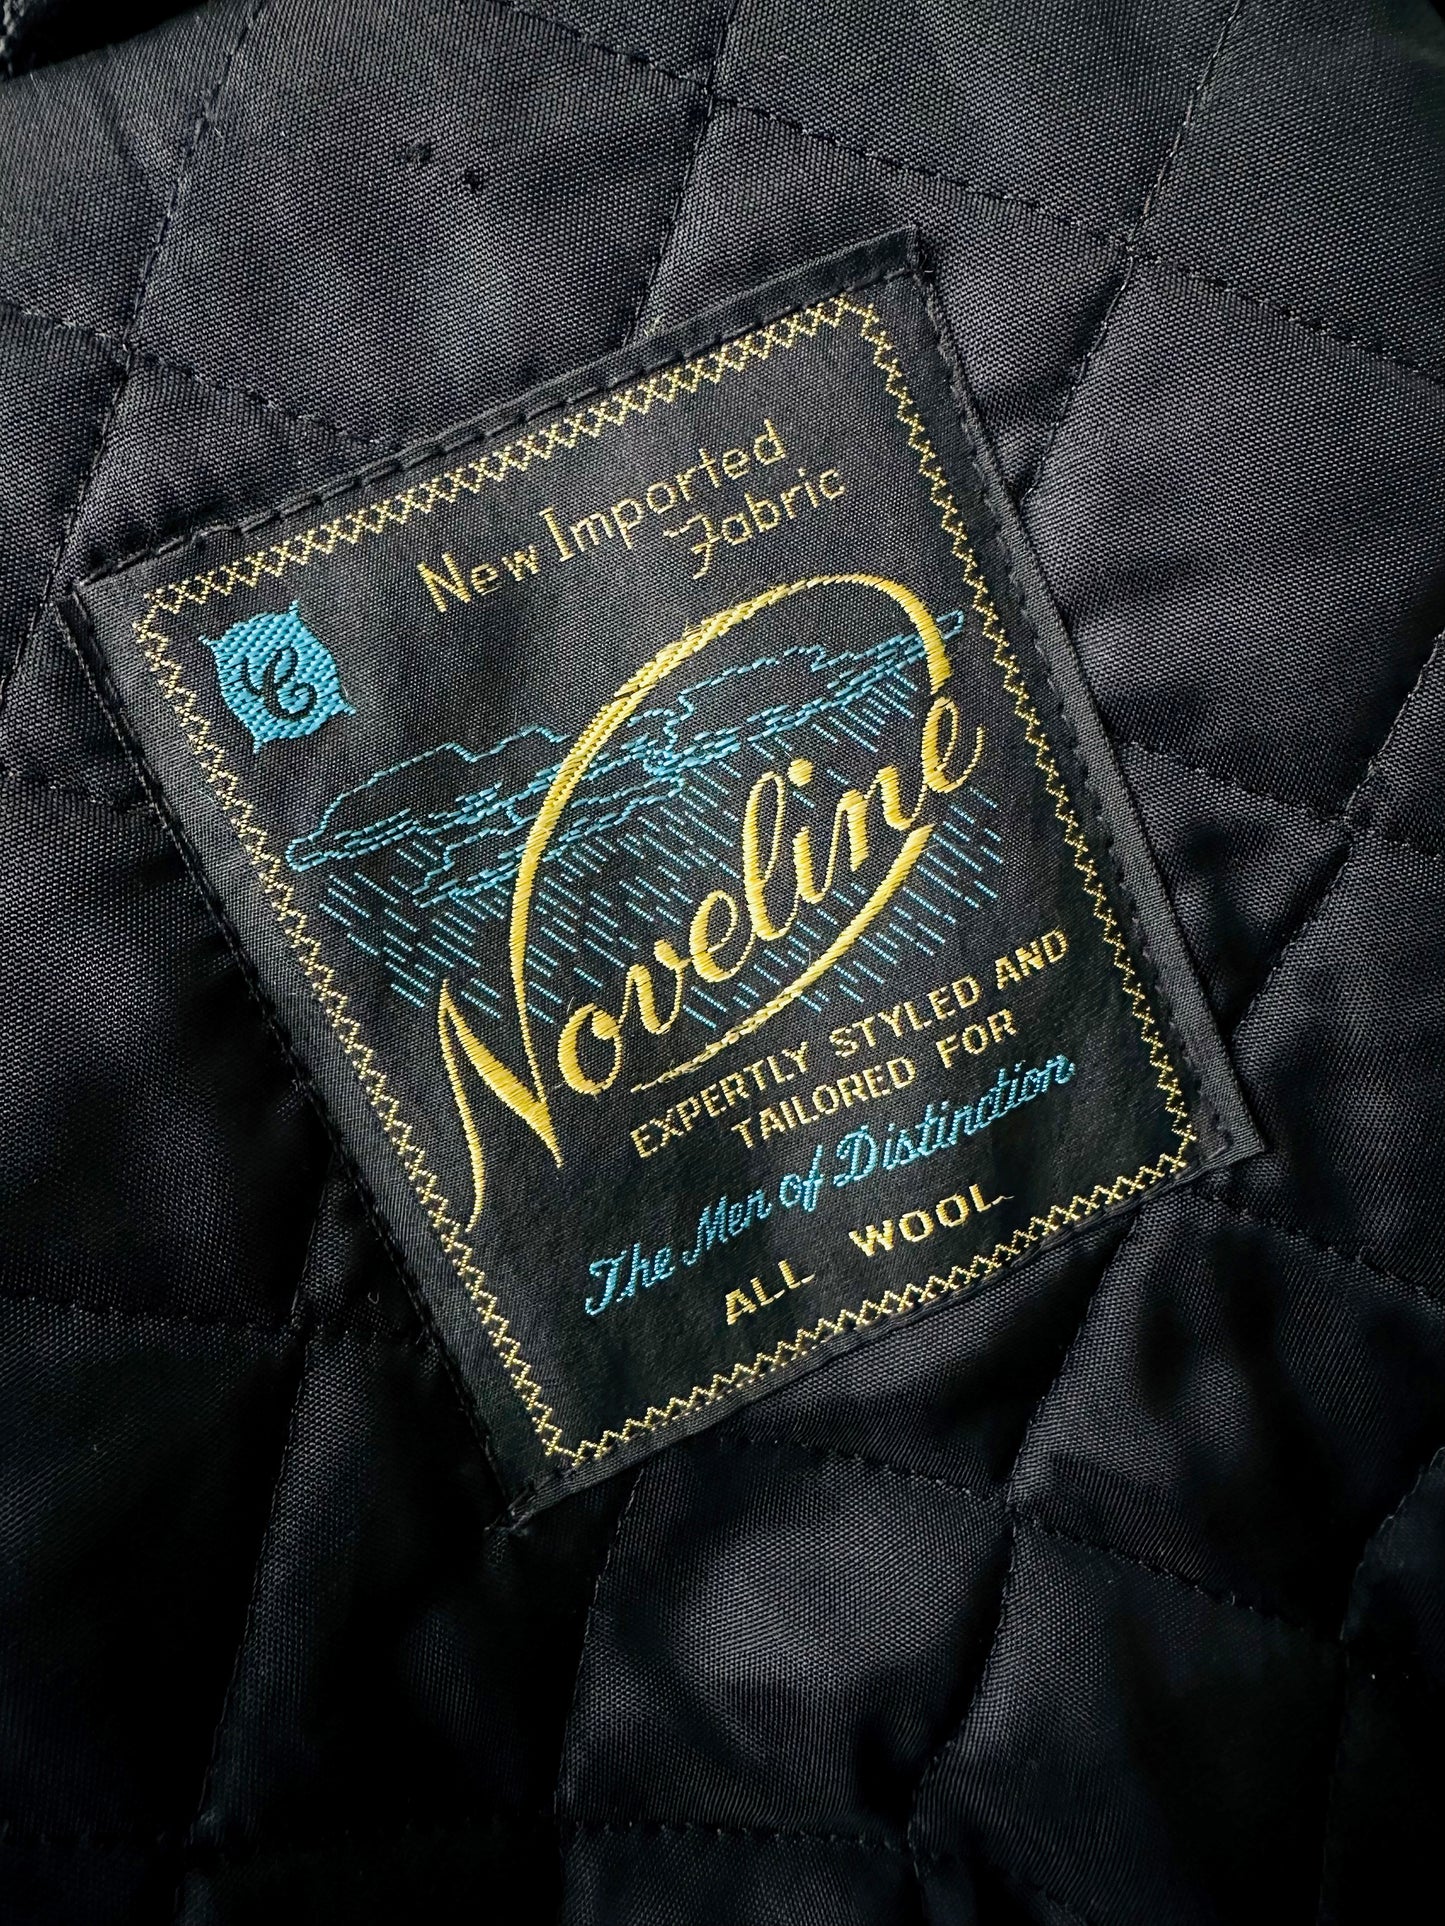 New Imported
Fabric
C
Noveline
EXPERTLY STYLED AND
TAILORED FOR
The Men of Distinction
ALL WOOL